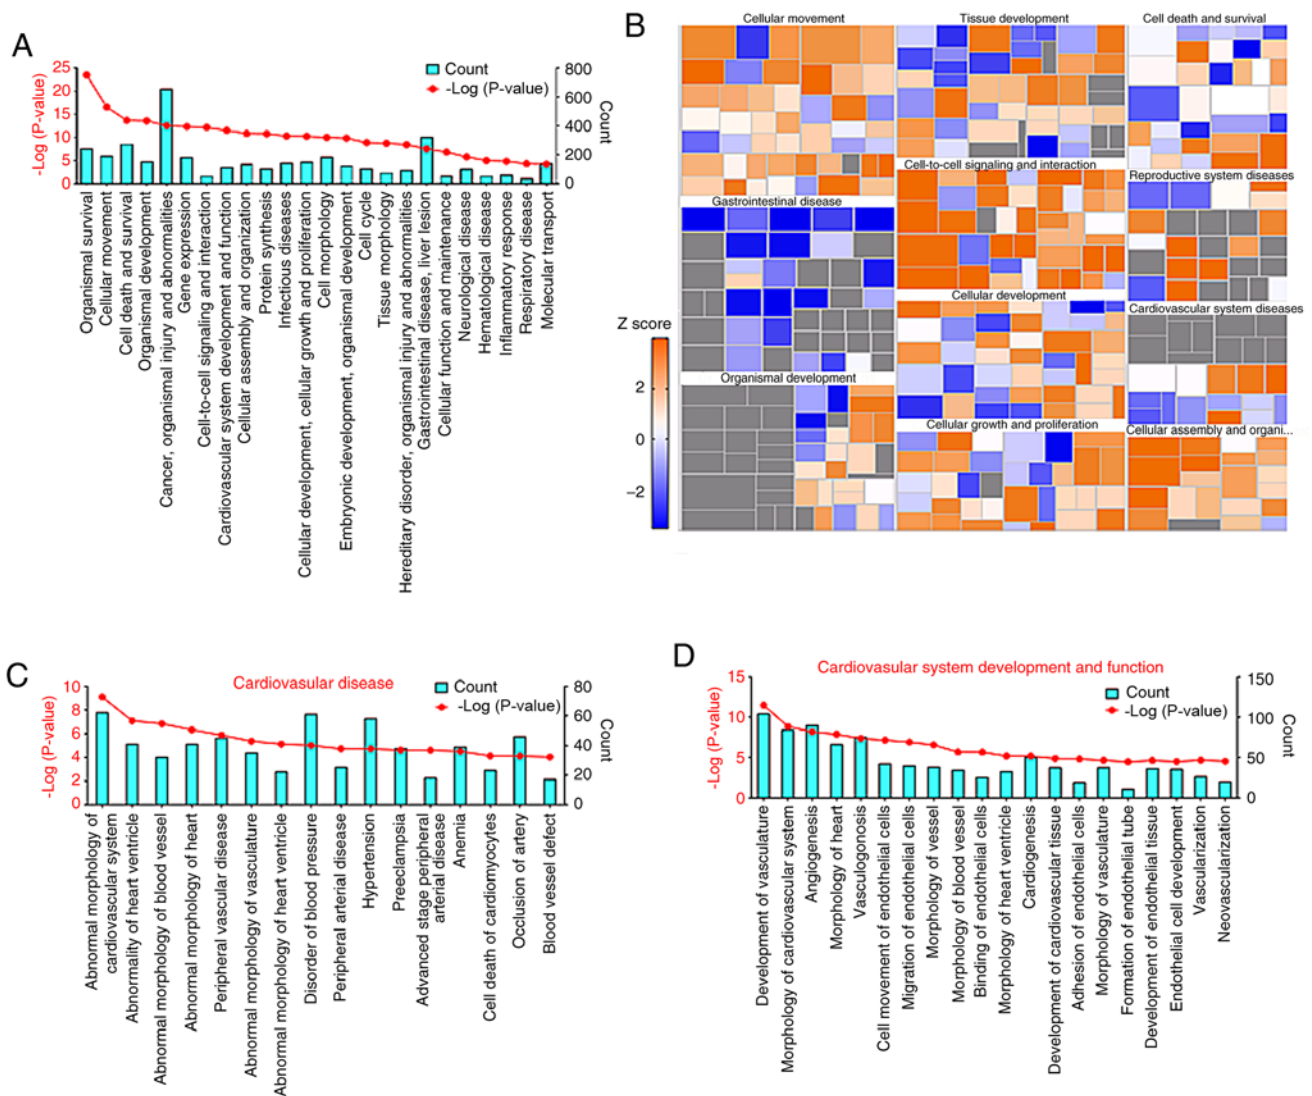 A
-Log (P-value)
25
20
15
10
5
0
Count
-Log (P-value)
800
600
400
200
0
Count
Organismal survival
Cellular movement
Cell death and survival
Organismal development
Cancer, organismal injury and abnormalities
Gene expression
Cell-to-cell signaling and interaction
Cardiovascular system development and function
Cellular assembly and organization
Protein synthesis
Infectious diseases
Cellular development, cellular growth and proliferation
Cell morphology
Embryonic development, organismal development
Cell cycle
Tissue morphology
Hereditary disorder, organismal injury and abnormalities
Gastrointestinal disease, liver lesion
Cellular function and maintenance
Neurological disease
Hematological disease
Inflammatory response
Respiratory disease
Molecular transport
B
Cellular movement
Tissue development
Cell death and survival
Cell-to-cell signaling and interaction
Reproductive system diseases
Gastrointestinal disease
Cellular development
Cardiovascular system diseases
Organismal development
Cellular growth and proliferation
Cellular assembly and organi...
Z score
2
0
−2
C
Cardiovascular disease
-Log (P-value)
10
8
6
4
2
0
Count
-Log (P-value)
80
60
40
20
0
Count
Abnormal morphology of
cardiovascular system
Abnormality of heart ventricle
Abnormal morphology of blood vessel
Abnormal morphology of heart
Peripheral vascular disease
Abnormal morphology of vasculature
Abnormal morphology of heart ventricle
Disorder of blood pressure
Peripheral arterial disease
Hypertension
Preeclampsia
Advanced stage peripheral
arterial disease
Anemia
Cell death of cardiomyocytes
Occlusion of artery
Blood vessel defect
D
Cardiovasular system development and function
-Log (P-value)
15
10
5
0
Count
-Log (P-value)
150
100
50
0
Count
Development of vasculature
Morphology of cardiovascular system
Angiogenesis
Morphology of heart
Vasculogonosis
Cell movement of endothelial cells
Migration of endothelial cells
Morphology of vessel
Morphology of blood vessel
Binding of endothelial cells
Morphology of heart ventricle
Cardiogenesis
Development of cardiovascular tissue
Adhesion of endothelial cells
Morphology of vasculature
Formation of endothelial tube
Development of endothelial tissue
Endothelial cell development
Vascularization
Neovascularization